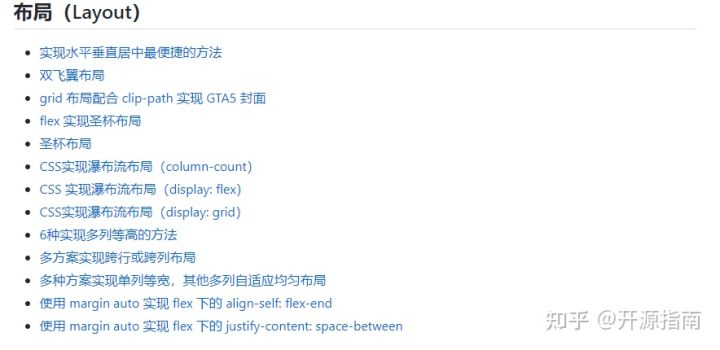 布局（Layout）
实现水平垂直居中最便捷的方法
双飞翼布局
grid 布局配合 clip-path 实现 GTA5 封面
flex 实现圣杯布局
圣杯布局
CSS实现瀑布流布局（column-count）
CSS 实现瀑布流布局（display: flex）
CSS实现瀑布流布局（display: grid）
6种实现多列等高的方法
多方案实现跨行或跨列布局
多种方案实现单列等宽，其他多列自适应均匀布局
使用 margin auto 实现 flex 下的 align-self: flex-end
使用 margin auto 实现 flex 下的 justify-content: space-between
知乎 @开源指南